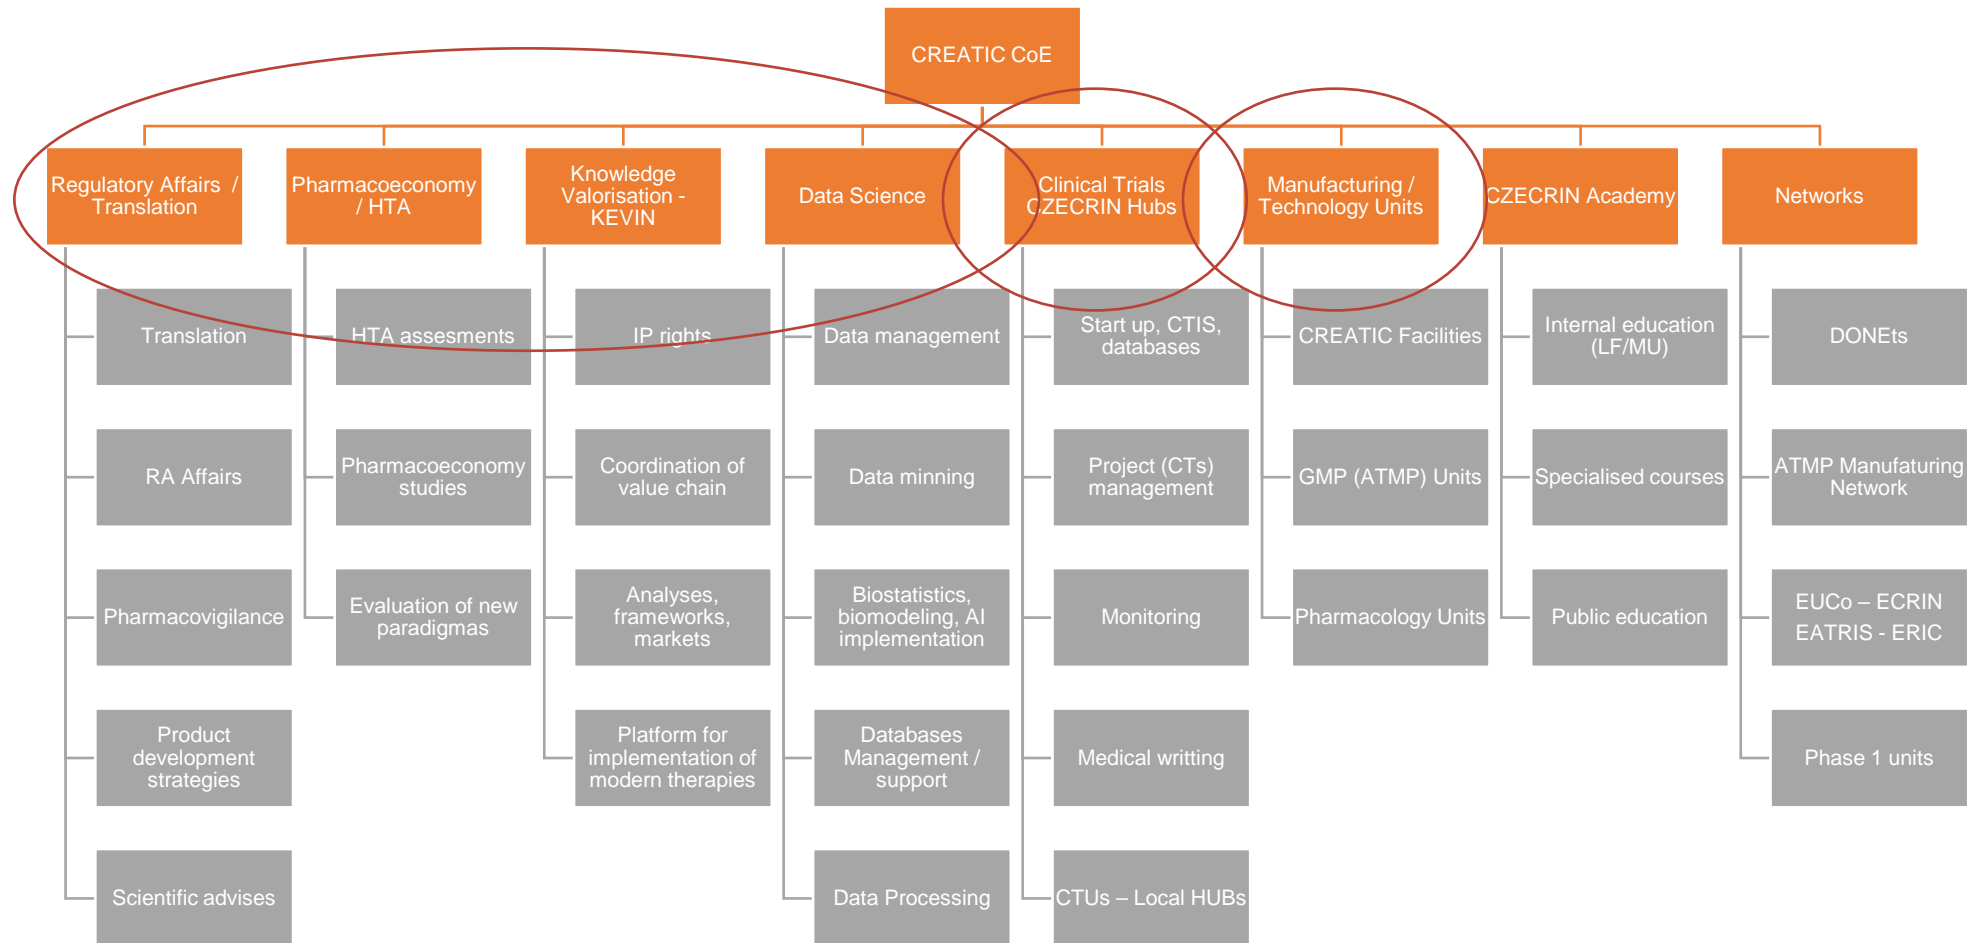 CREATIC CoE
Regulatory Affairs /
Translation
Pharmacoeconomy
/ HTA
Knowledge
Valorisation -
KEVIN
Data Science
Clinical Trials
CZECRIN Hubs
Manufacturing /
Technology Units
CZECRIN Academy
Networks
Translation
HTA assesments
IP rights
Data management
Start up, CTIS,
databases
CREATIC Facilities
Internal education
(LF/MU)
DONEts
RA Affairs
Pharmacoeconomy
studies
Coordination of
value chain
Data minning
Project (CTs)
management
GMP (ATMP) Units
Specialised courses
ATMP Manufaturing
Network
Pharmacovigilance
Evaluation of new
paradigmas
Analyses,
frameworks,
markets
Biostatistics,
biomodeling, AI
implementation
Monitoring
Pharmacology Units
Public education
EUCo – ECRIN
EATRIS - ERIC
Product
development
strategies
Platform for
implementation of
modern therapies
Databases
Management /
support
Medical writting
Phase 1 units
Scientific advises
Data Processing
CTUs – Local HUBs